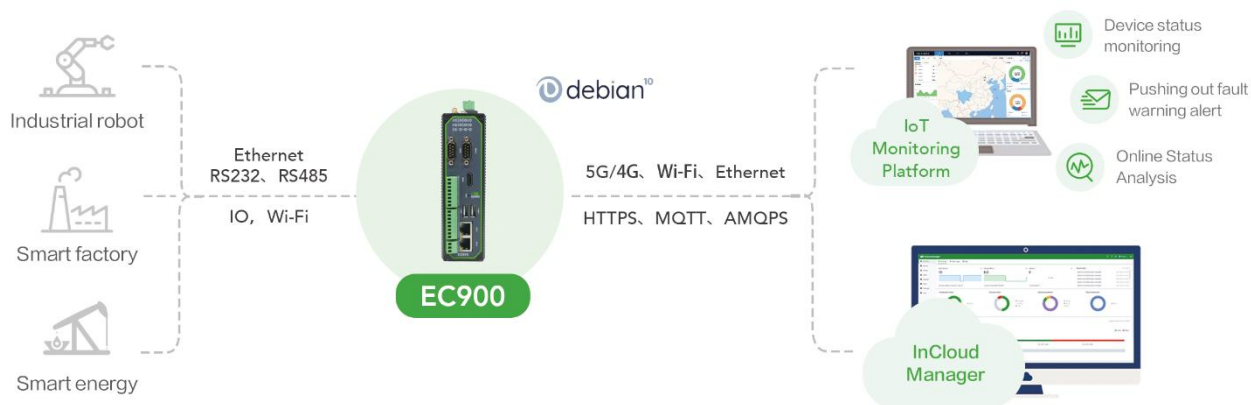 Industrial robot
Smart factory
Smart energy
Ethernet
RS232、RS485
IO，Wi-Fi
debian10
EC900
5G/4G、Wi-Fi、Ethernet
HTTPS、MQTT、AMQPS
IoT
Monitoring
Platform
Device status
monitoring
Pushing out fault
warning alert
Online Status
Analysis
InCloud
Manager